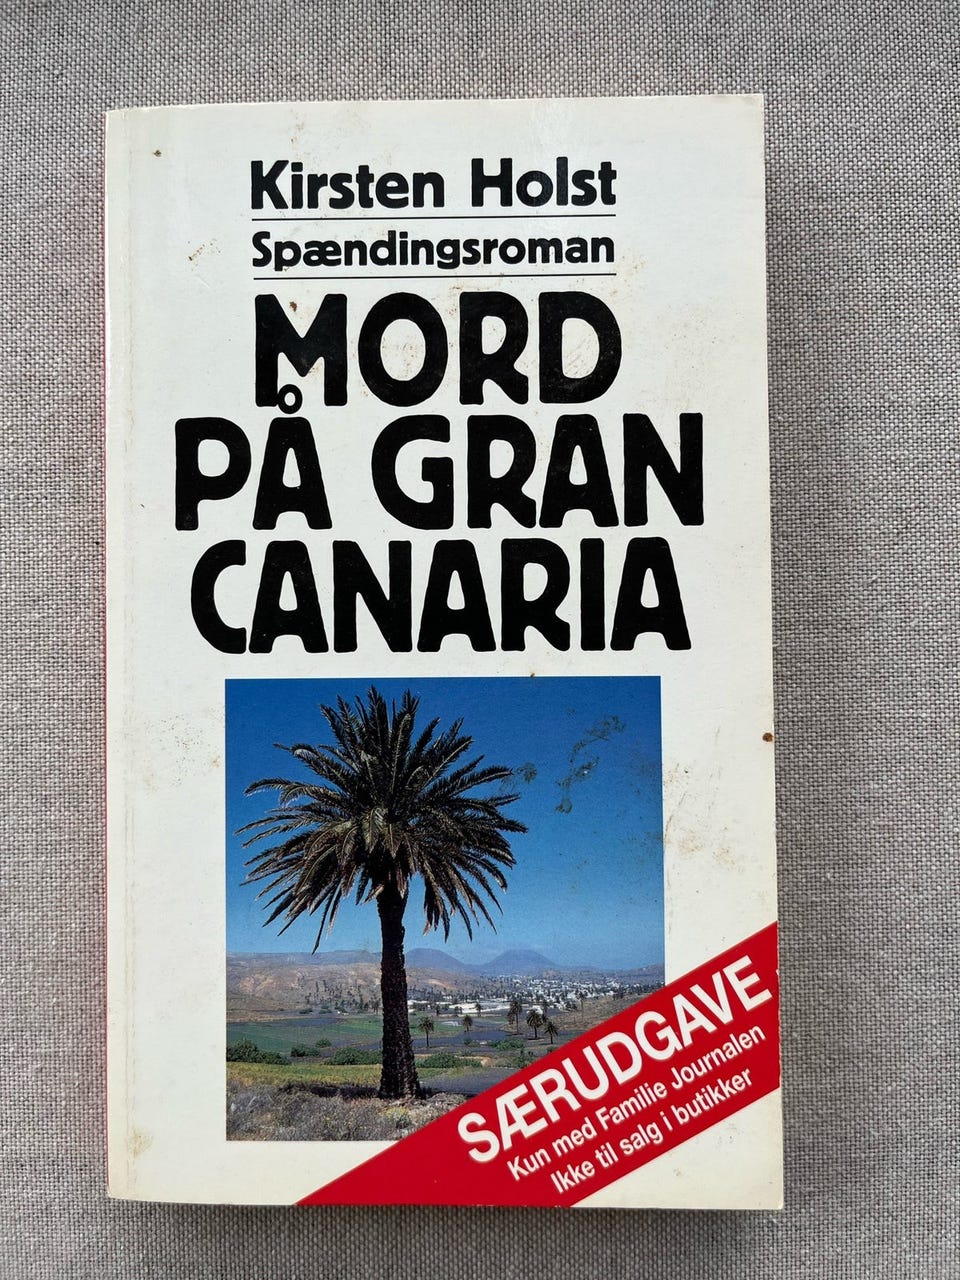 Kirsten Holst
Spændingsroman
MORD
PÅ GRAN
CANARIA
SÆRUDGAVE
Kun med Familie Journalen
Ikke til salg i butikker